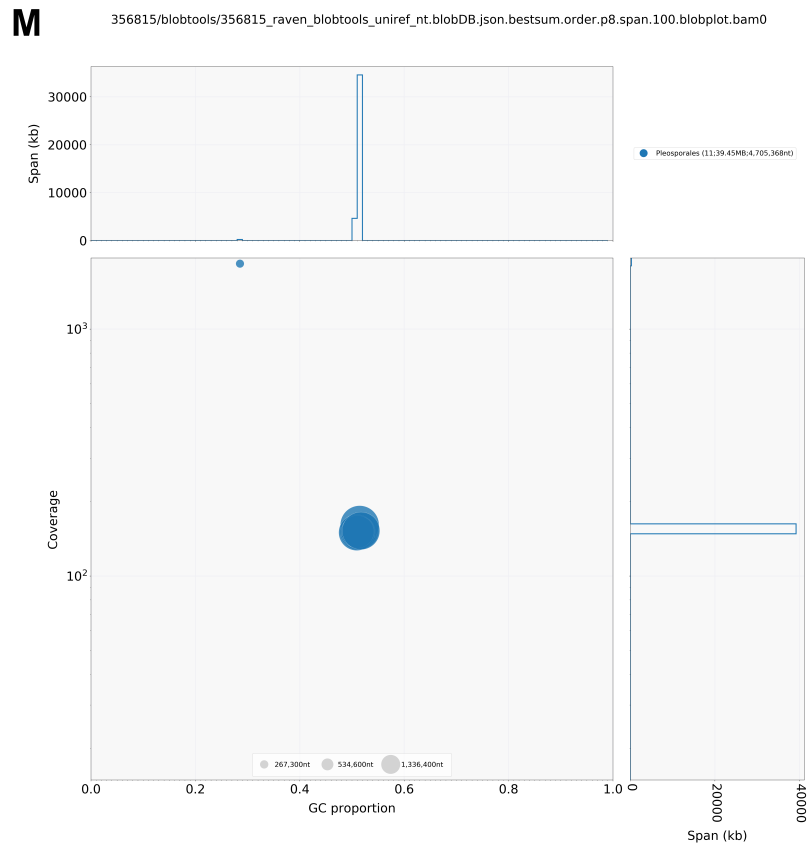 M
356815/blobtools/356815_raven_blobtools_uniref_nt.blobDB.json.bestsum.order.p8.span.100.blobplot.bam0
30000
20000
10000
0
Span (kb)
Pleosporales (11;39.45MB;4,705,368nt)
10³
10²
Coverage
267,300nt
534,600nt
1,336,400nt
0.0
0.2
0.4
0.6
0.8
1.0
GC proportion
0
20000
40000
Span (kb)